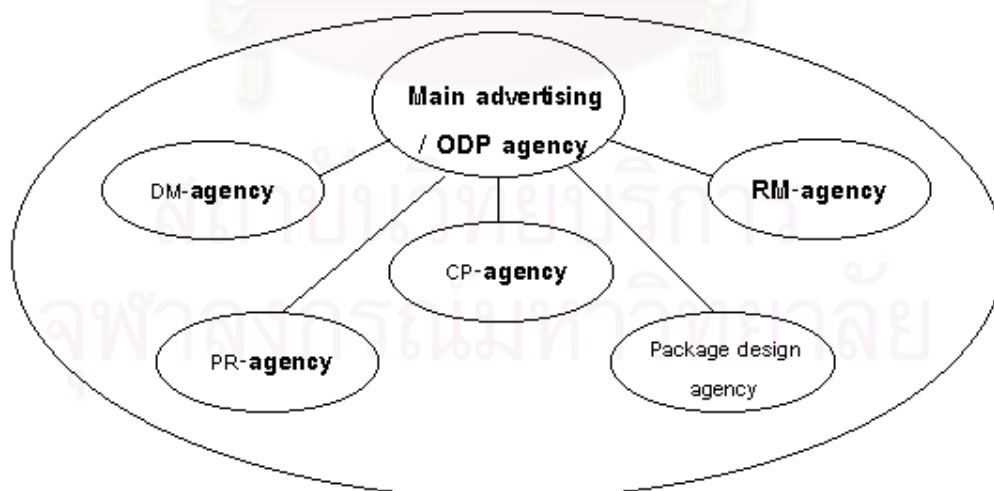 Main advertising
/ ODP agency
DM-agency
RM-agency
CP-agency
PR-agency
Package design
agency
สถาบันวิทยบริการ
จุฬาลงกรณ์มหาวิทยาลัย